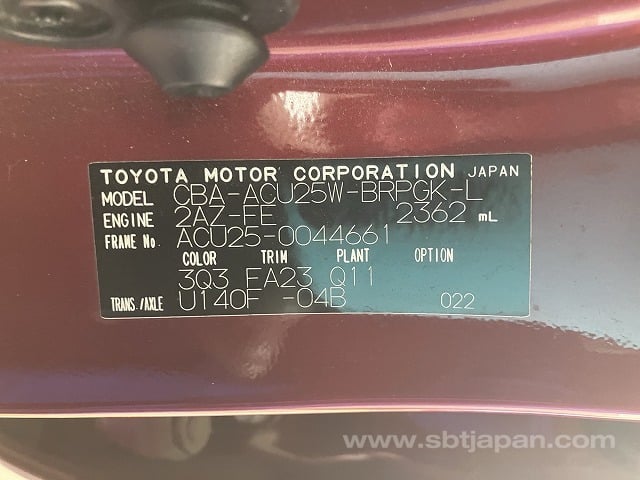 TOYOTA MOTOR CORPORATION JAPAN
MODEL CBA-ACU25W-BRPGK-L
ENGINE 2AZ-FE 2362 mL
FRAME No. ACU25-0044661
COLOR TRIM PLANT OPTION
3Q3 FA23 Q11
TRANS./AXLE U140F -04B 022
www.sbtjapan.com